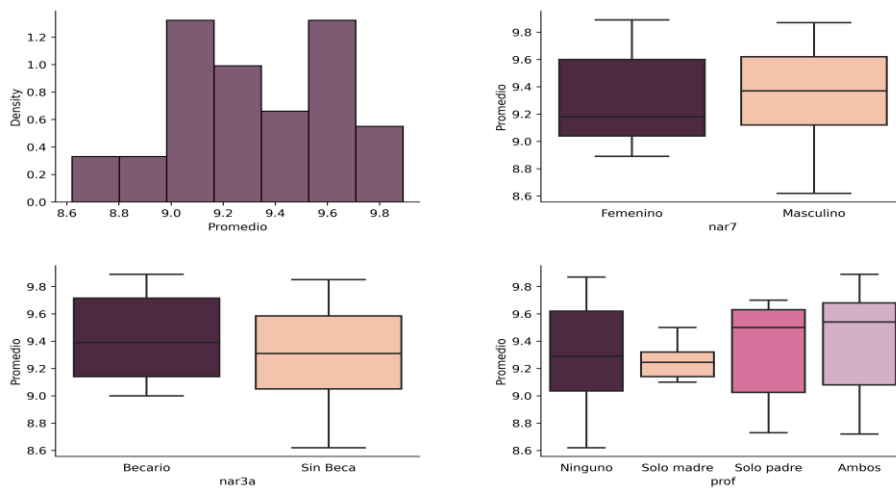 1.2
1.0
0.8
0.6
0.4
0.2
0.0
Density
8.6 8.8 9.0 9.2 9.4 9.6 9.8
Promedio
9.8
9.6
9.4
9.2
9.0
8.8
8.6
Promedio
Femenino Masculino
nar7
9.8
9.6
9.4
9.2
9.0
8.8
8.6
Promedio
Becario Sin Beca
nar3a
9.8
9.6
9.4
9.2
9.0
8.8
8.6
Promedio
Ninguno Solo madre Solo padre Ambos
prof